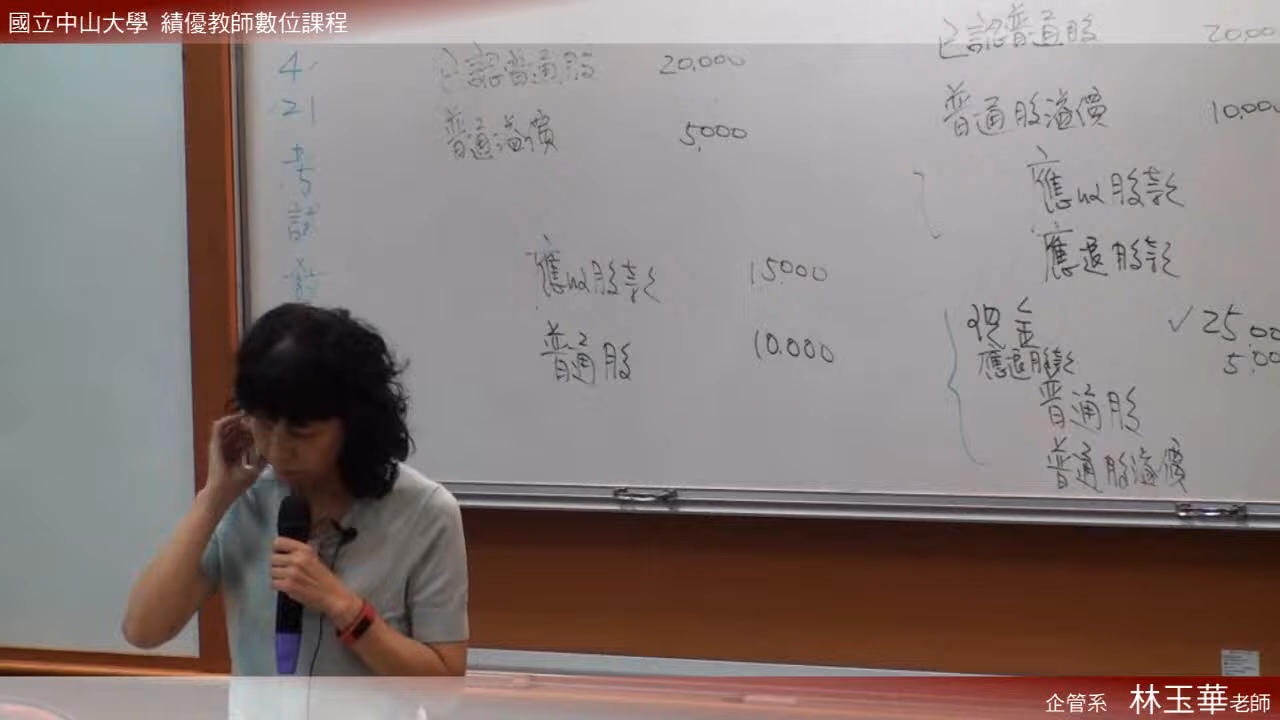 國立中山大學 績優教師數位課程
4.
21
考
試
已認普通股 20,000
普通溢價 5,000
應收股款 15,000
普通股 10,000
已認普通股 20,00
普通股溢價 10,00
應收股款
應退股款
現金 ✓ 25,00
應退股款 5,00
普通股
普通股溢價
企管系 林玉華老師